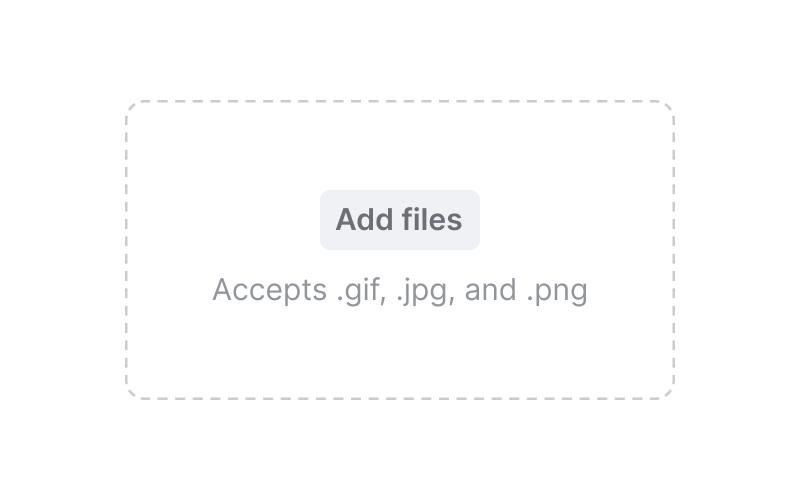 Add files
Accepts .gif, .jpg, and .png